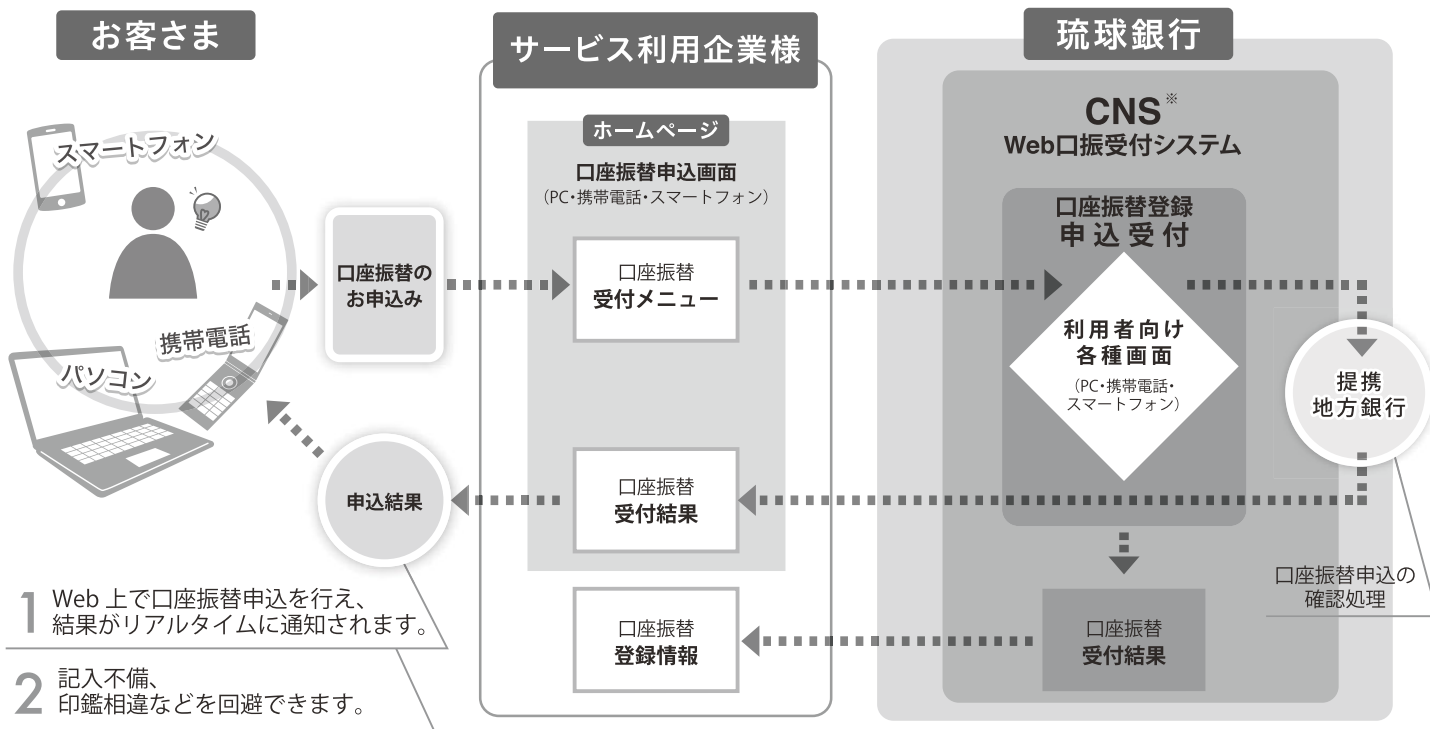 お客さま
スマートフォン
携帯電話
パソコン
口座振替の
お申込み
申込結果
1 Web 上で口座振替申込を行え、
結果がリアルタイムに通知されます。
2 記入不備、
印鑑相違などを回避できます。
サービス利用企業様
ホームページ
口座振替申込画面
（PC・携帯電話・スマートフォン）
口座振替
受付メニュー
口座振替
受付結果
口座振替
登録情報
琉球銀行
CNS※
Web口振受付システム
口座振替登録
申込受付
利用者向け
各種画面
（PC・携帯電話・
スマートフォン）
口座振替
受付結果
提携
地方銀行
口座振替申込の
確認処理